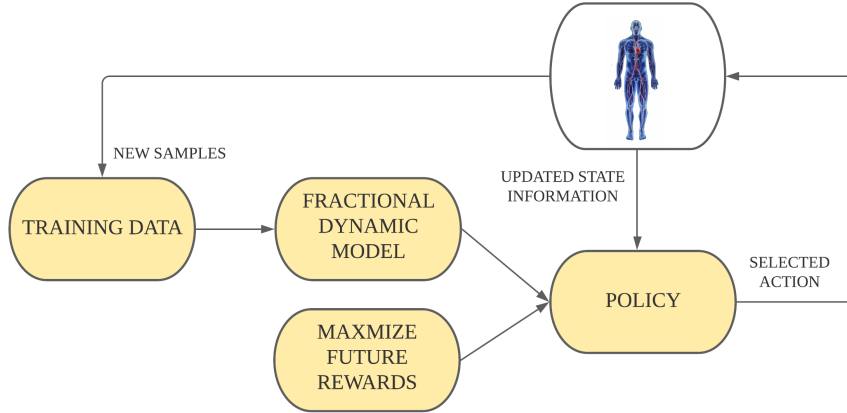 NEW SAMPLES
TRAINING DATA
FRACTIONAL
DYNAMIC
MODEL
MAXMIZE
FUTURE
REWARDS
UPDATED STATE
INFORMATION
POLICY
SELECTED
ACTION